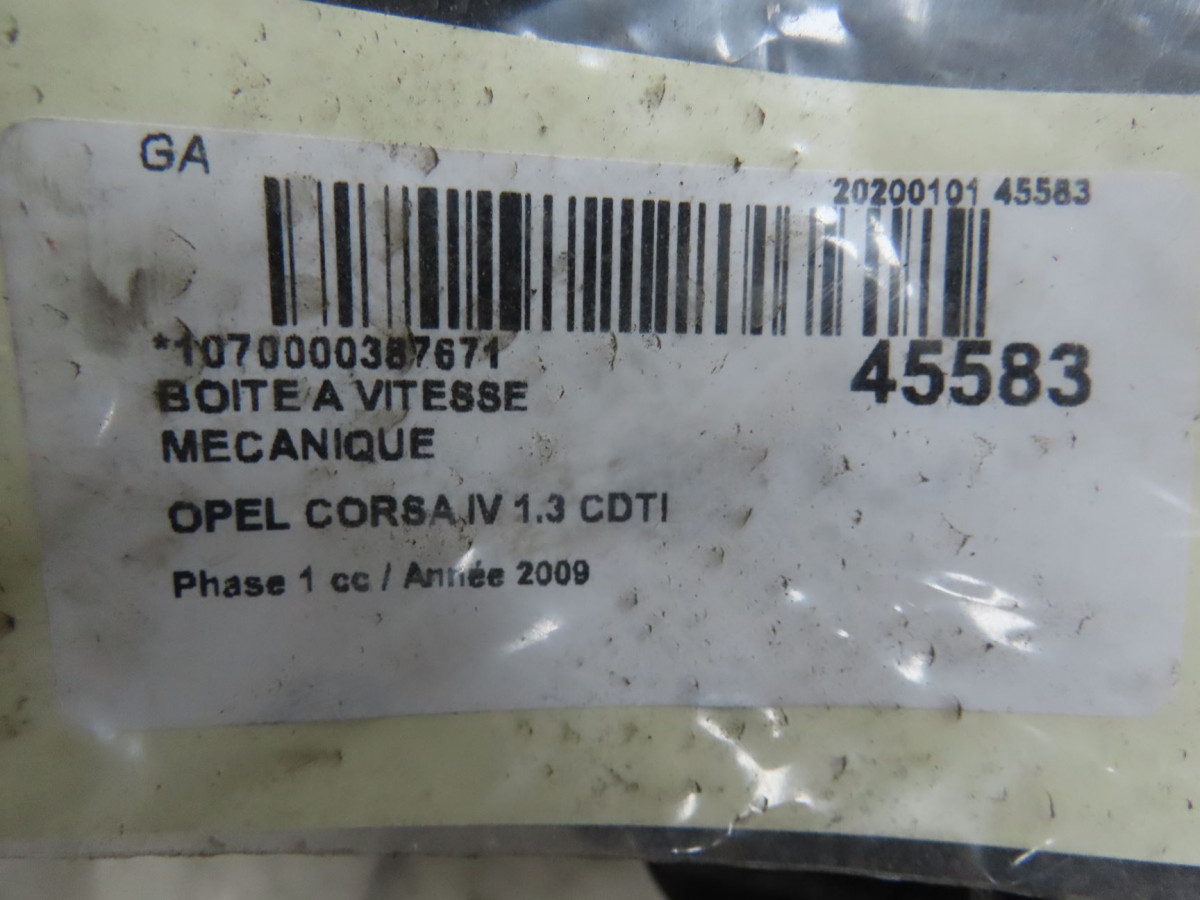 GA
20200101 45583
*1070000387671
45583
BOITE A VITESSE
MECANIQUE
OPEL CORSA IV 1.3 CDTI
Phase 1 cc / Année 2009